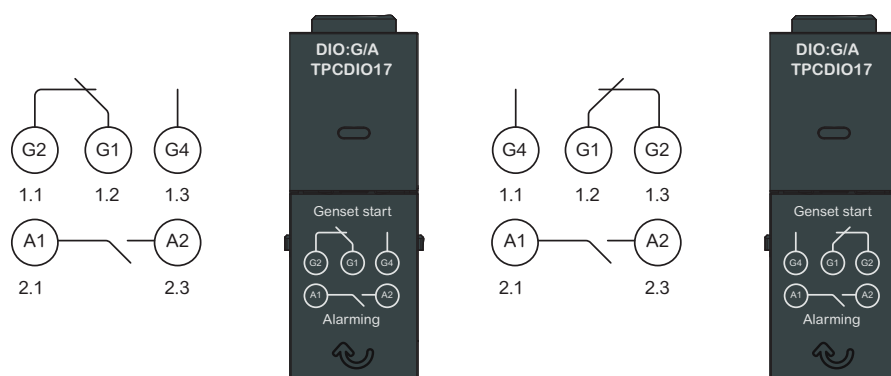 G2 G1 G4
1.1 1.2 1.3
A1 A2
2.1 2.3
DIO:G/A
TPCDIO17
Genset start
G2 G1 G4
A1 A2
Alarming
G4 G1 G2
1.1 1.2 1.3
A1 A2
2.1 2.3
DIO:G/A
TPCDIO17
Genset start
G4 G1 G2
A1 A2
Alarming